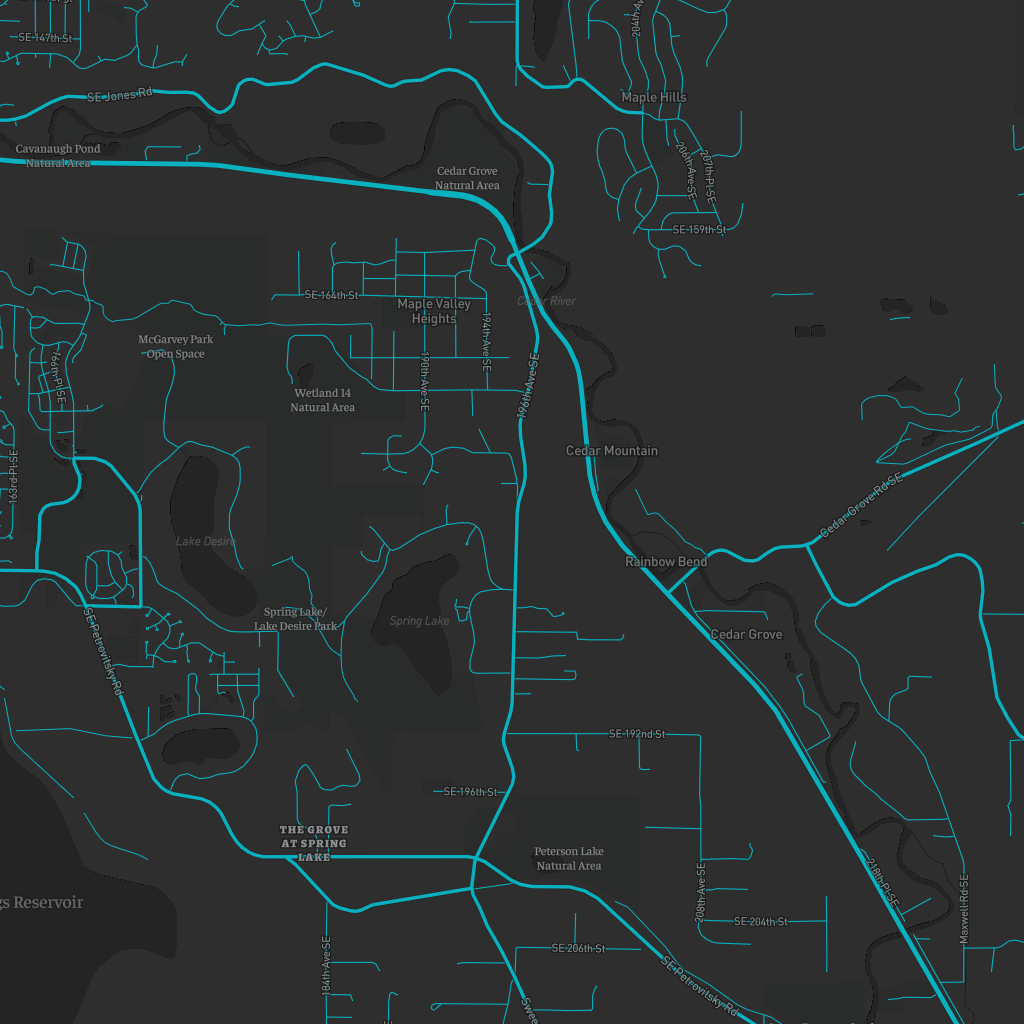 SE 147th St
204th Av
SE Jones Rd
Maple Hills
Cavanaugh Pond
Natural Area
206th Ave SE
207th Pl SE
Cedar Grove
Natural Area
SE 159th St
SE 164th St
Maple Valley
Heights
Cedar River
194th Ave SE
McGarvey Park
Open Space
169th Pl SE
190th Ave SE
196th Ave SE
Wetland 14
Natural Area
163rd Pl SE
Cedar Mountain
Cedar Grove Rd SE
Lake Desire
Rainbow Bend
Spring Lake/
Lake Desire Park
Spring Lake
SE Petrovitsky Rd
Cedar Grove
SE 192nd St
SE 196th St
THE GROVE
AT SPRING
LAKE
Peterson Lake
Natural Area
218th Pl SE
208th Ave SE
gs Reservoir
SE 204th St
Maxwell Rd SE
184th Ave SE
SE 206th St
SE Petrovitsky Rd
Swee